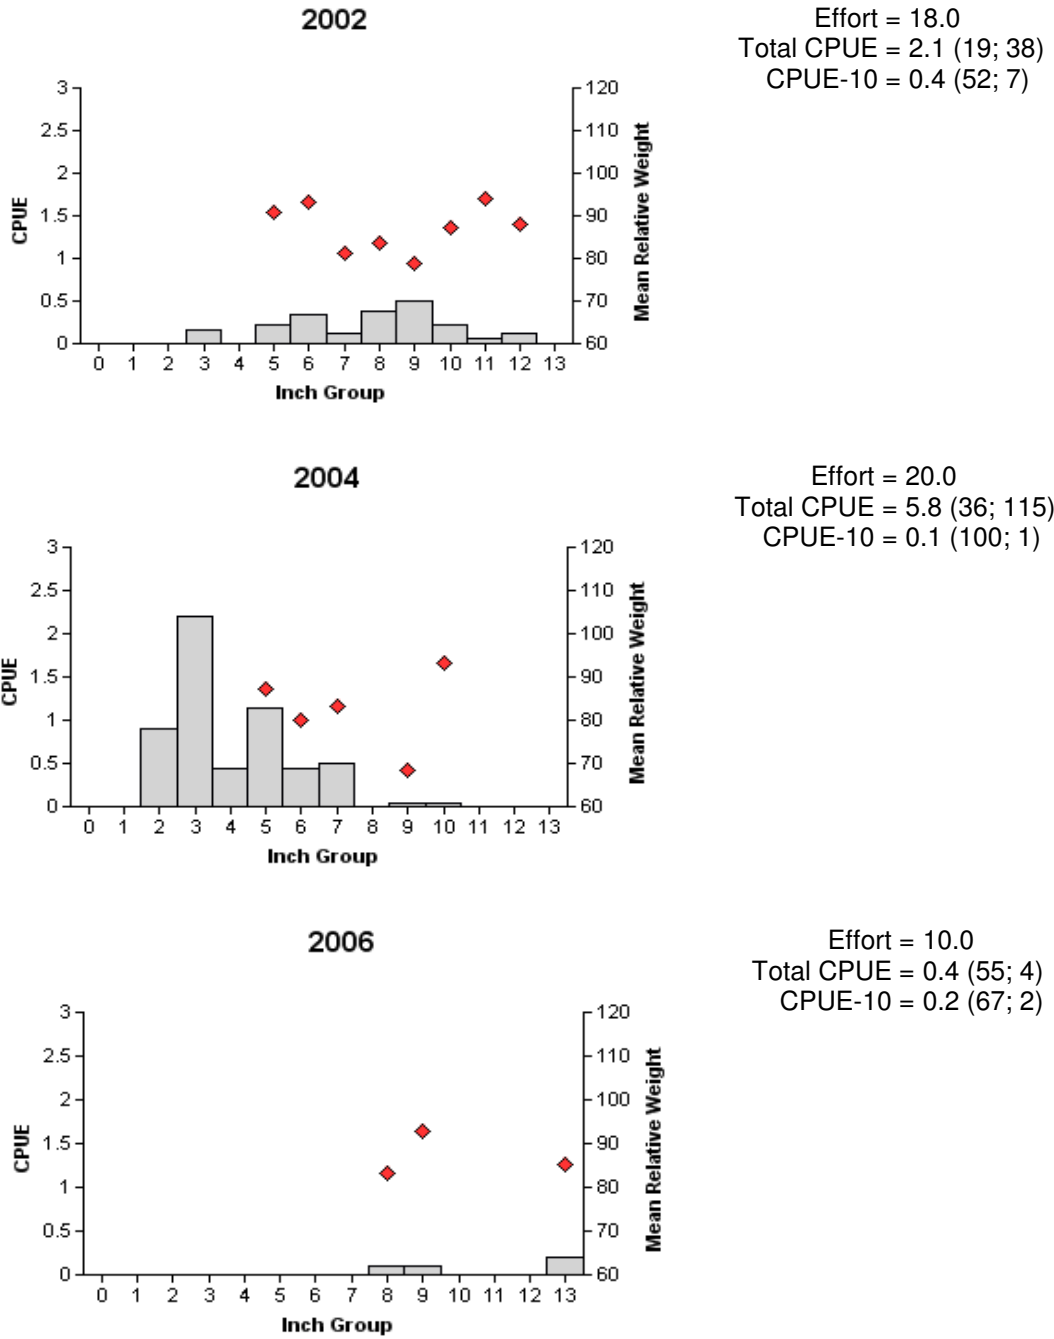 2002
Effort = 18.0
Total CPUE = 2.1 (19; 38)
CPUE-10 = 0.4 (52; 7)
3
2.5
2
1.5
1
0.5
0
CPUE
120
110
100
90
80
70
60
Mean Relative Weight
0 1 2 3 4 5 6 7 8 9 10 11 12 13
Inch Group
2004
Effort = 20.0
Total CPUE = 5.8 (36; 115)
CPUE-10 = 0.1 (100; 1)
3
2.5
2
1.5
1
0.5
0
CPUE
120
110
100
90
80
70
60
Mean Relative Weight
0 1 2 3 4 5 6 7 8 9 10 11 12 13
Inch Group
2006
Effort = 10.0
Total CPUE = 0.4 (55; 4)
CPUE-10 = 0.2 (67; 2)
3
2.5
2
1.5
1
0.5
0
CPUE
120
110
100
90
80
70
60
Mean Relative Weight
0 1 2 3 4 5 6 7 8 9 10 11 12 13
Inch Group